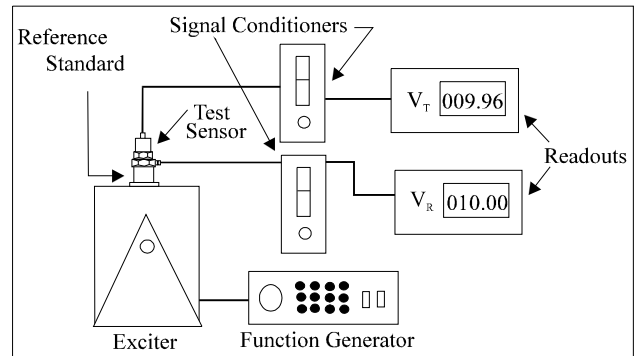 Signal Conditioners
Reference
Standard
Test
Sensor
V_T 009.96
Readouts
V_R 010.00
Exciter
Function Generator